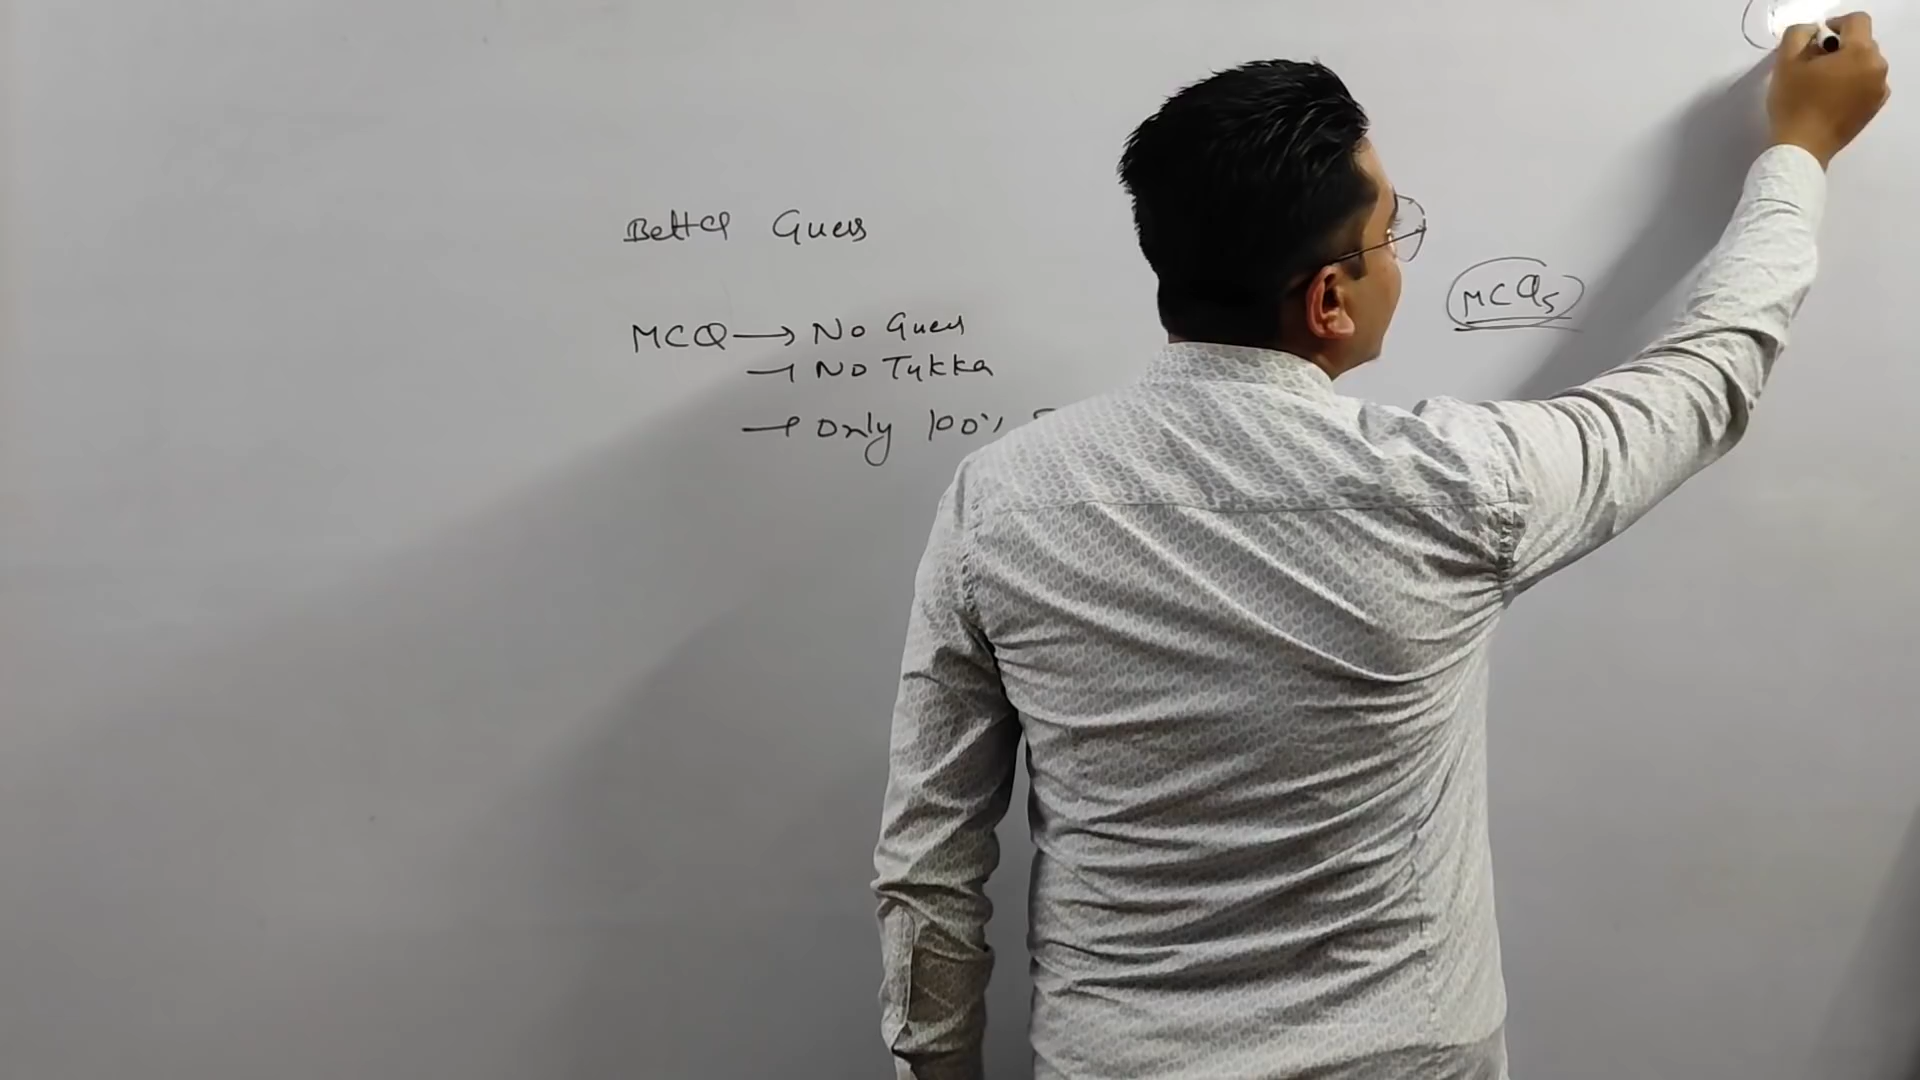 Better Guess
MCQ → No Guess
→ No Tukka
→ Only 100%
MCQs